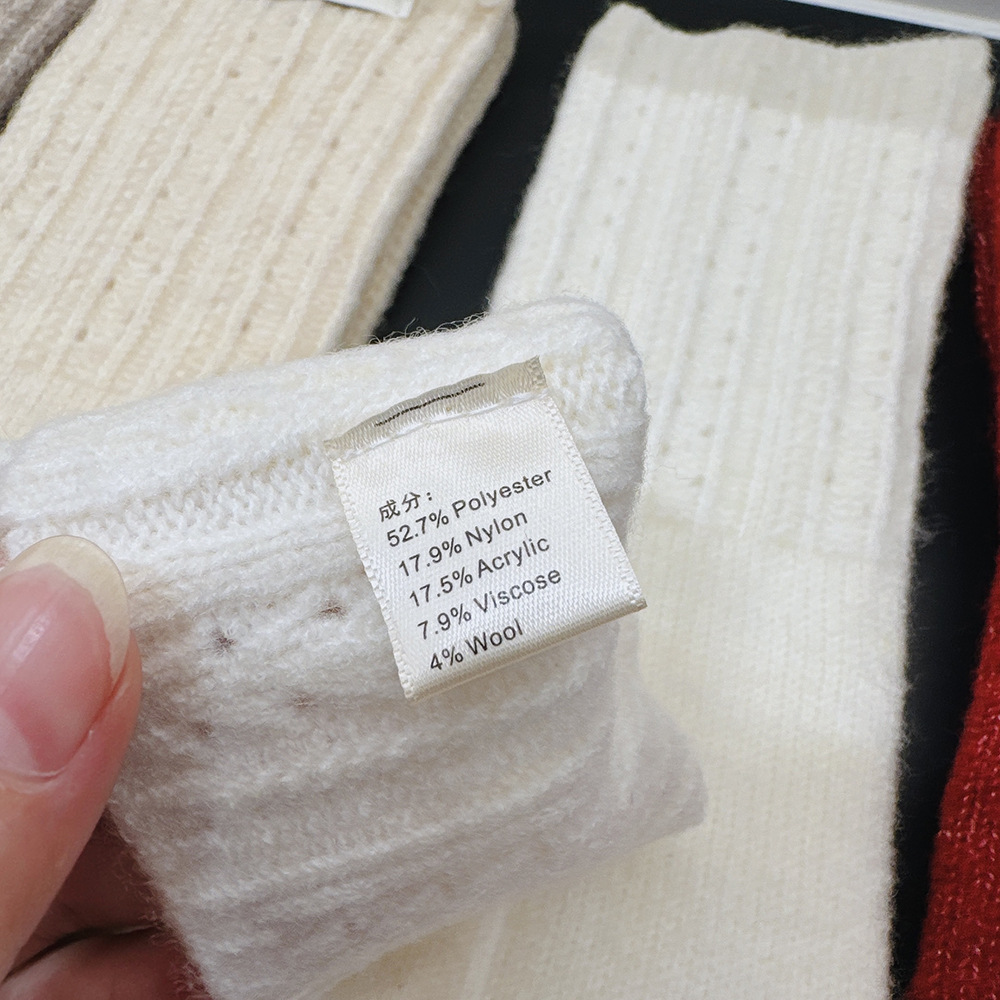 成分：
52.7% Polyester
17.9% Nylon
17.5% Acrylic
7.9% Viscose
4% Wool